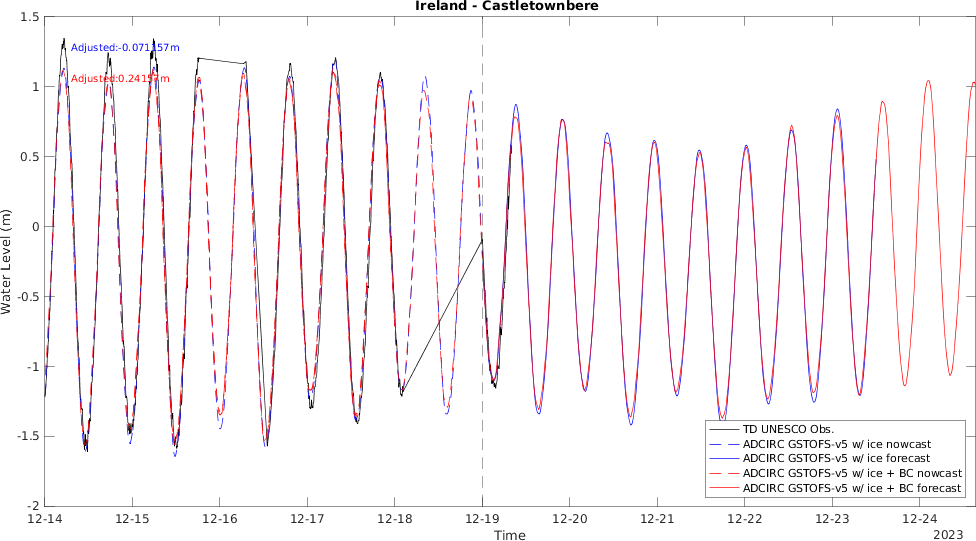 Ireland - Castletownbere
1.5
1
0.5
0
-0.5
-1
-1.5
-2
Water Level (m)
Adjusted:-0.071157m
Adjusted:0.24157m
TD UNESCO Obs.
ADCIRC GSTOFS-v5 w/ ice nowcast
ADCIRC GSTOFS-v5 w/ ice forecast
ADCIRC GSTOFS-v5 w/ ice + BC nowcast
ADCIRC GSTOFS-v5 w/ ice + BC forecast
12-14 12-15 12-16 12-17 12-18 12-19 12-20 12-21 12-22 12-23 12-24
Time
2023